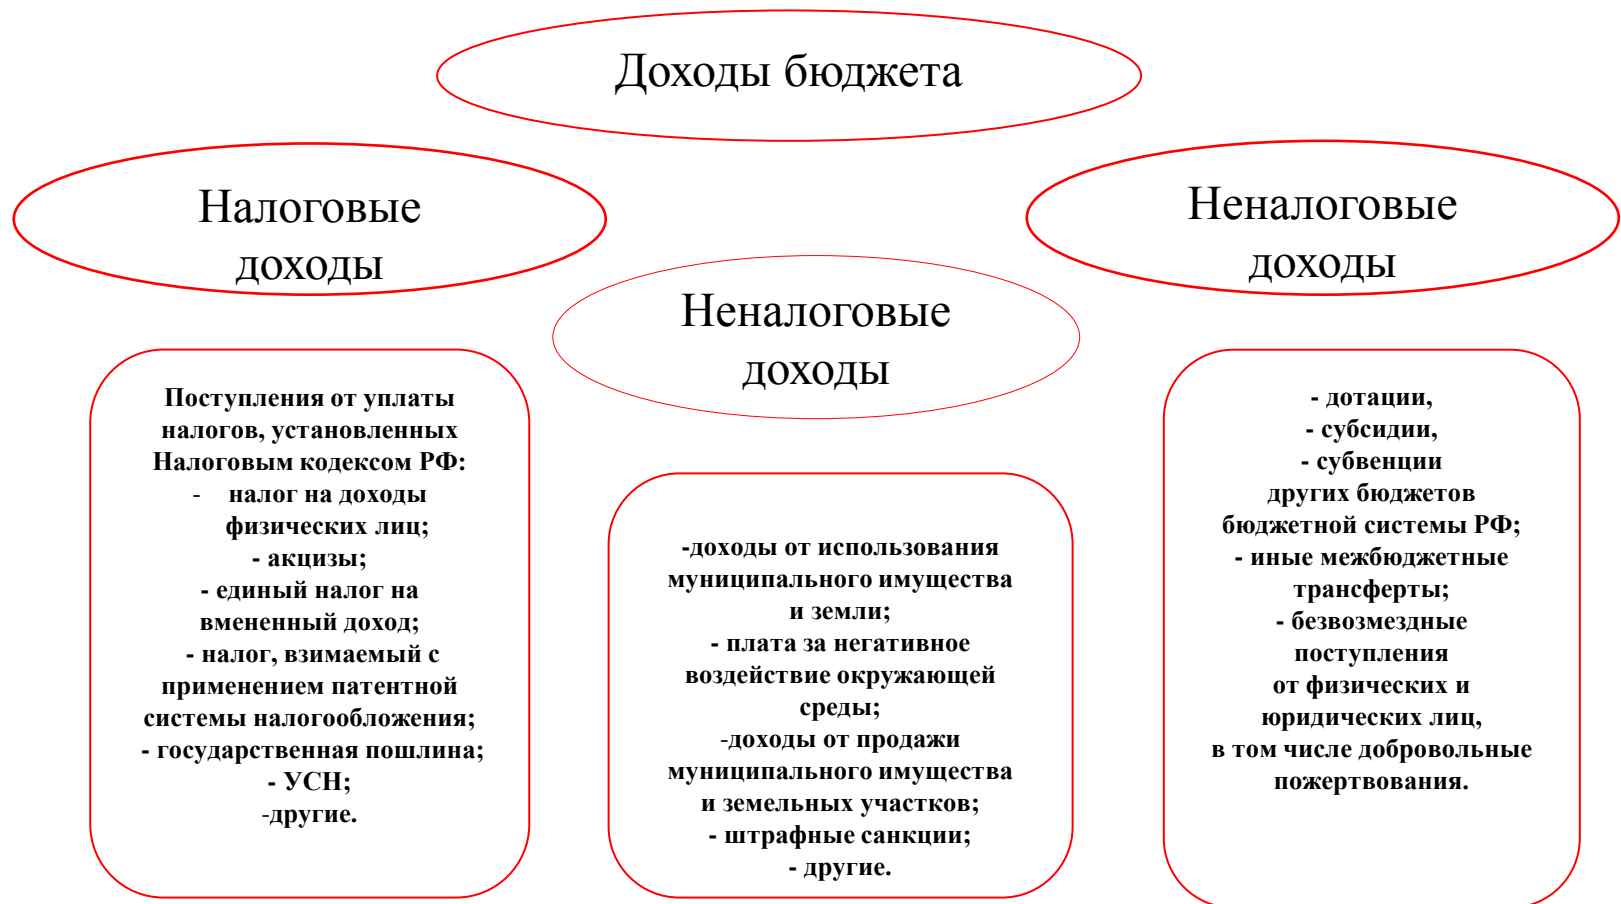 Доходы бюджета
Налоговые
доходы
Неналоговые
доходы
Неналоговые
доходы
Поступления от уплаты
налогов, установленных
Налоговым кодексом РФ:
- налог на доходы
физических лиц;
- акцизы;
- единый налог на
вмененный доход;
- налог, взимаемый с
применением патентной
системы налогообложения;
- государственная пошлина;
- УСН;
-другие.
-доходы от использования
муниципального имущества
и земли;
- плата за негативное
воздействие окружающей
среды;
-доходы от продажи
муниципального имущества
и земельных участков;
- штрафные санкции;
- другие.
- дотации,
- субсидии,
- субвенции
других бюджетов
бюджетной системы РФ;
- иные межбюджетные
трансферты;
- безвозмездные
поступления
от физических и
юридических лиц,
в том числе добровольные
пожертвования.